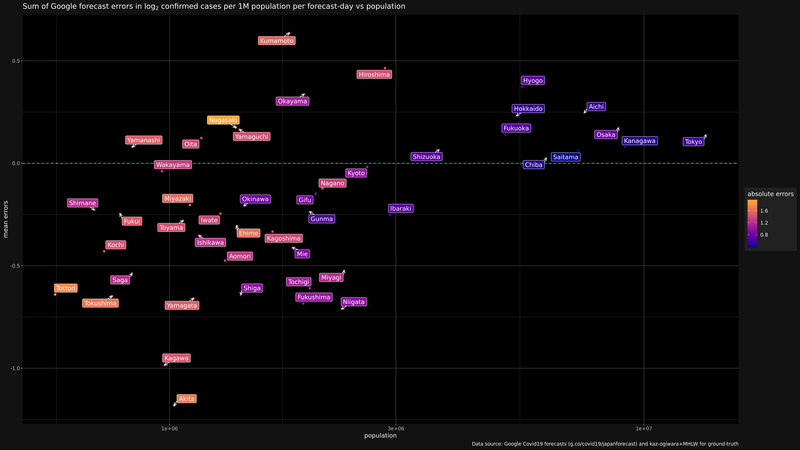 Sum of Google forecast errors in log2 confirmed cases per 1M population per forecast-day vs population
mean errors
0.5
0.0
-0.5
-1.0
Kumamoto
Hiroshima
Hyogo
Okayama
Hokkaido
Aichi
Nagasaki
Fukuoka
Yamanashi
Oita
Yamaguchi
Osaka
Kanagawa
Tokyo
Shizuoka
Saitama
Wakayama
Chiba
Kyoto
Nagano
Shimane
Miyazaki
Okinawa
Gifu
Ibaraki
Fukui
Iwate
Gunma
Toyama
Ehime
Kochi
Ishikawa
Kagoshima
Aomori
Mie
Saga
Tochigi
Miyagi
Tottori
Shiga
Tokushima
Yamagata
Fukushima
Niigata
Kagawa
Akita
absolute errors
1.6
1.2
0.8
1e+06
3e+06
1e+07
population
Data source: Google Covid19 forecasts (g.co/covid19/japanforecast) and kaz-ogiwara+MHLW for ground-truth